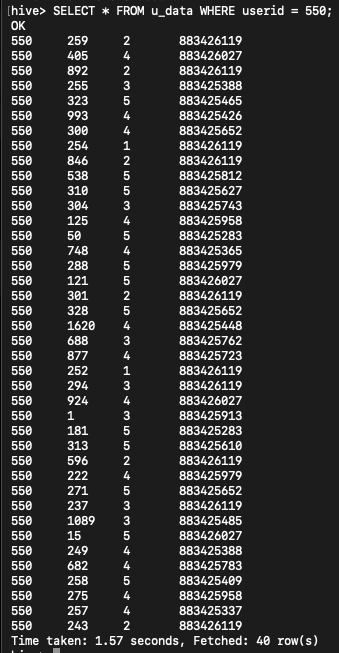 [hive> SELECT * FROM u_data WHERE userid = 550;
OK
550 259 2 883426119
550 405 4 883426027
550 892 2 883426119
550 255 3 883425388
550 323 5 883425465
550 993 4 883425426
550 300 4 883425652
550 254 1 883426119
550 846 2 883426119
550 538 5 883425812
550 310 5 883425627
550 304 3 883425743
550 125 4 883425958
550 50 5 883425283
550 748 4 883425365
550 288 5 883425979
550 121 5 883426027
550 301 2 883426119
550 328 5 883425652
550 1620 4 883425448
550 688 3 883425762
550 877 4 883425723
550 252 1 883426119
550 294 3 883426119
550 924 4 883426027
550 1 3 883425913
550 181 5 883425283
550 313 5 883425610
550 596 2 883426119
550 222 4 883425979
550 271 5 883425652
550 237 3 883426119
550 1089 3 883425485
550 15 5 883426027
550 249 4 883425388
550 682 4 883425783
550 258 5 883425409
550 275 4 883425958
550 257 4 883425337
550 243 2 883426119
Time taken: 1.57 seconds, Fetched: 40 row(s)